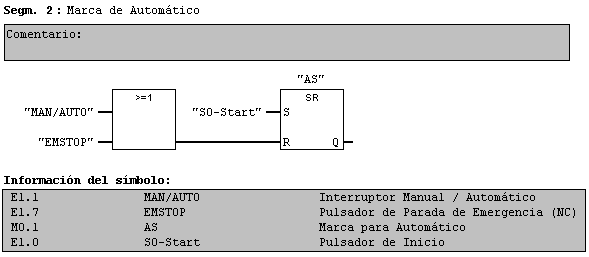 Segm. 2 : Marca de Automático
Comentario:
"AS"
>=1 SR
"MAN/AUTO" "SO-Start" S
"EMSTOP" R Q
Información del símbolo:
E1.1 MAN/AUTO Interruptor Manual / Automático
E1.7 EMSTOP Pulsador de Parada de Emergencia (NC)
M0.1 AS Marca para Automático
E1.0 SO-Start Pulsador de Inicio